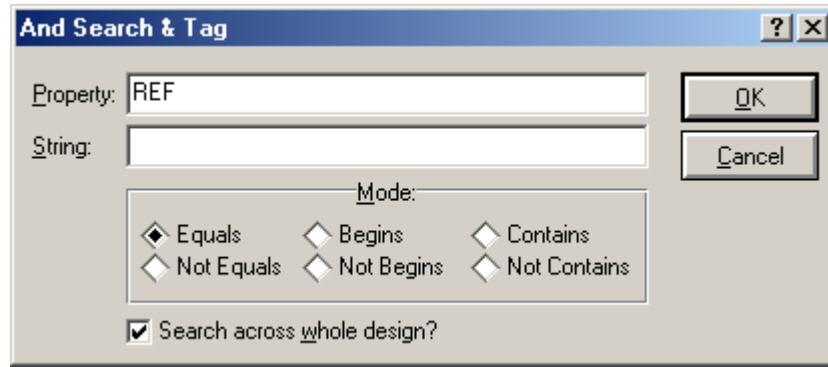 And Search & Tag
Property: REF
OK
String:
Cancel
Mode:
Equals Begins Contains
Not Equals Not Begins Not Contains
Search across whole design?